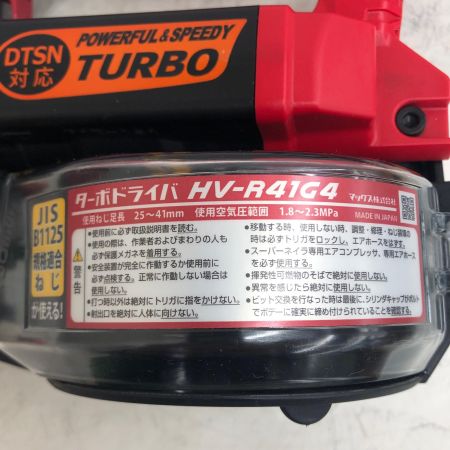 DTSN
対応
POWERFUL & SPEEDY
TURBO
ターボドライバ HV-R41G4
マックス株式会社
MADE IN JAPAN
使用ねじ足長 25～41mm 使用空気圧範囲 1.8～2.3MPa
JIS
B1125
規格適合
ねじ
が使える!
警告
●使用前に必ず取扱説明書を読む。
●使用の際は、作業者およびまわりの人も
必ず保護メガネを着用する。
●安全装置が完全に作動するか使用前に
必ず点検する。正常に作動しない場合は
使用しない。
●打つ時以外は絶対にトリガに指をかけない。
●射出口を絶対に人体に向けない。
●移動する時、使用しない時、調整・修理・ねじ装填の
時は必ずトリガをロックし、エアホースをはずす。
●スーパーネイラ専用エアコンプレッサ、専用エアホース
を必ず使用する。
●揮発性可燃物のそばで絶対に使用しない。
●異常を感じたら絶対に使用しない。
●ビット交換を行なった時は最後に、シリンダキャップがボルト
でボデーに確実に締め付けられていることを確認する。